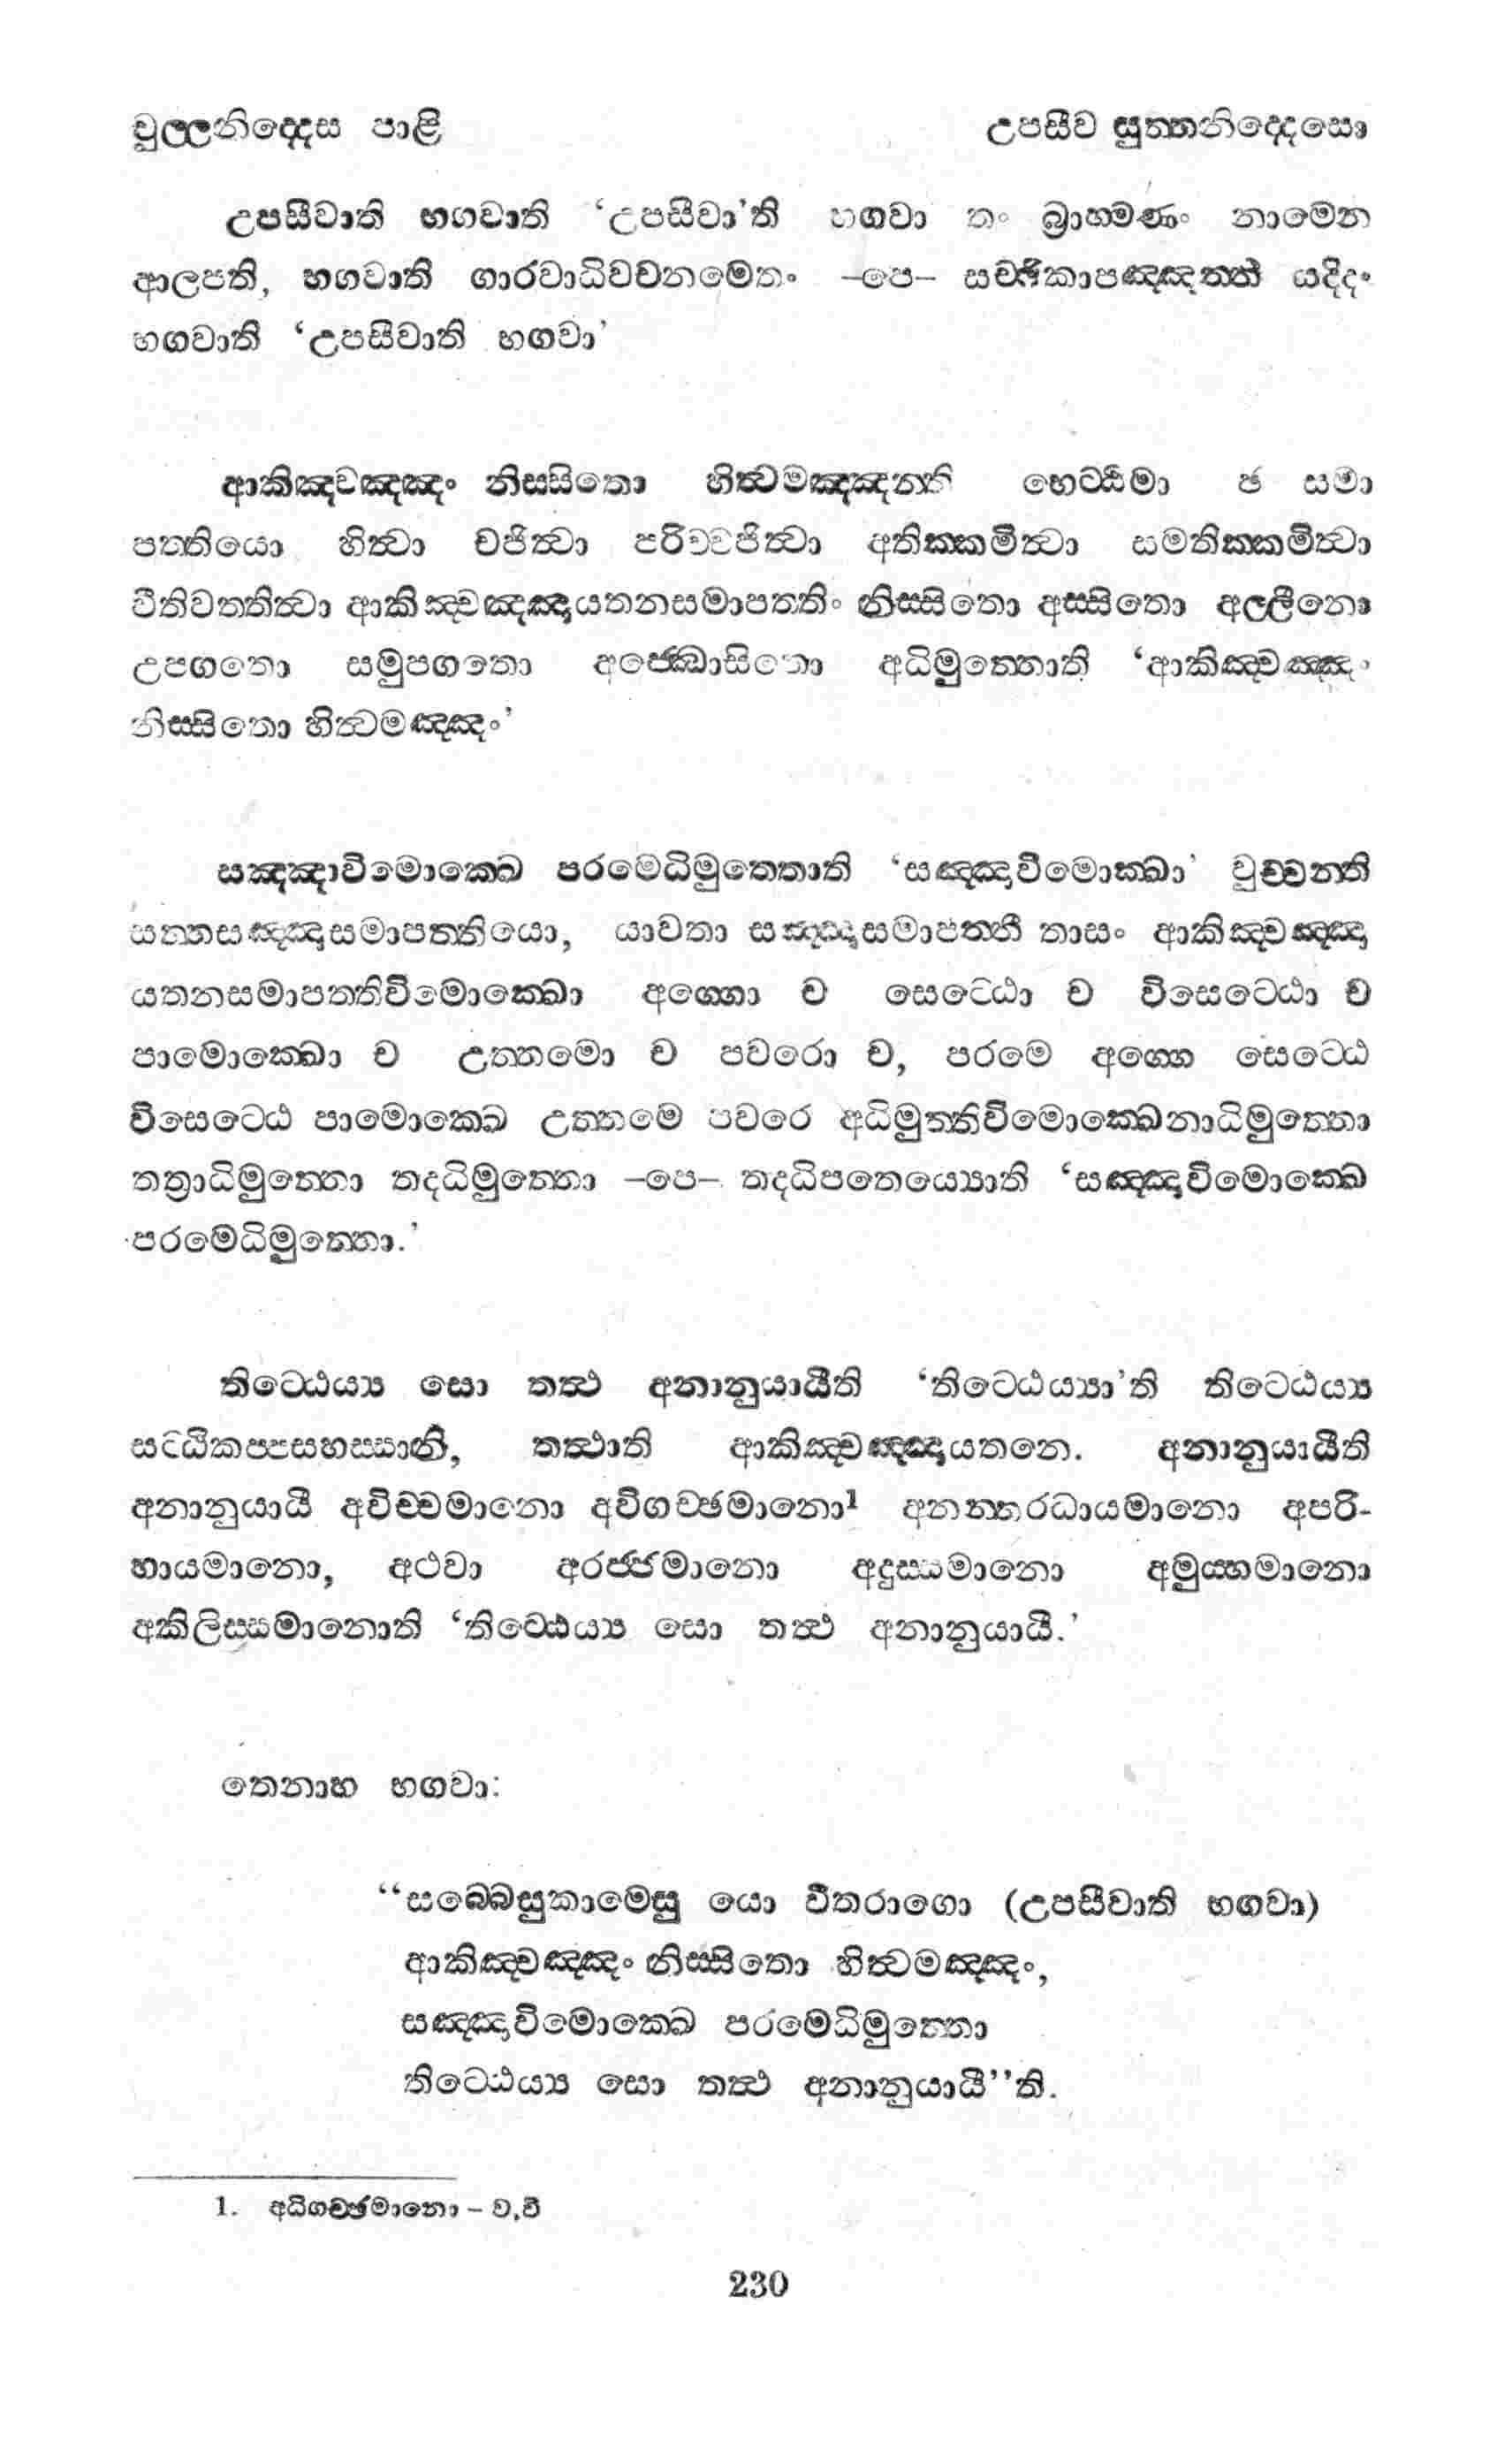 චුල්ලනිද්දෙස පාළි	උපසීව සුත්තනිද්දෙසො
උපසීවාති භගවාති ‘උපසීවා’ති භගවා තං බ්‍රාහ්මණං නාමෙන
ආලපති, භගවාති ගාරවාධිවචනමෙතං –පෙ– සච්ඡිකාපඤ්ඤත්ති යදිදං
භගවාති ‘උපසීවාති භගවා’
ආකිඤ්චඤ්ඤං නිස්සිතො හිත්වමඤ්ඤන්ති හෙට්ඨිමා ඡ සමා
පත්තියො හිත්වා චජිත්වා පරිච්චජිත්වා අතික්කමිත්වා සමතික්කමිත්වා
වීතිවත්තිත්වා ආකිඤ්චඤ්ඤායතනසමාපත්තිං නිස්සිතො අස්සිතො අල්ලීනො
උපගතො සමුපගතො අජ්ඣොසිතො අධිමුත්තොති ‘ආකිඤ්චඤ්ඤං
නිස්සිතො හිත්වමඤ්ඤං’
සඤ්ඤාවිමොක්ඛෙ පරමෙධිමුත්තොති ‘සඤ්ඤාවිමොක්ඛා’ වුච්චන්ති
සත්තසඤ්ඤාසමාපත්තියො, යාවතා සඤ්ඤාසමාපත්තී තාසං ආකිඤ්චඤ්ඤා
යතනසමාපත්තිවිමොක්ඛො අග්ගො ච සෙට්ඨො ච විසෙට්ඨො ච
පාමොක්ඛො ච උත්තමො ච පවරො ච, පරමෙ අග්ගෙ සෙට්ඨෙ
විසෙට්ඨෙ පාමොක්ඛෙ උත්තමෙ පවරෙ අධිමුත්තිවිමොක්ඛෙනාධිමුත්තො
තත්‍රාධිමුත්තො තදධිමුත්තො –පෙ– තදධිපතෙය්‍යොති ‘සඤ්ඤාවිමොක්ඛෙ
පරමෙධිමුත්තො.’
තිට්ඨෙය්‍ය සො තත්ථ අනානුයායීති ‘තිට්ඨෙය්‍යා’ති තිට්ඨෙය්‍ය
සට්ඨිකප්පසහස්සානි, තත්ථාති ආකිඤ්චඤ්ඤායතනෙ. අනානුයායීති
අනානුයායී අවිච්චමානො අවිගච්ඡමානො¹ අනන්තරධායමානො අපරි-
හායමානො, අථවා අරජ්ජමානො අදුස්සමානො අමුය්හමානො
අකිලිස්සමානොති ‘තිට්ඨෙය්‍ය සො තත්ථ අනානුයායී.’
තෙනාහ භගවා:
“සබ්බෙසුකාමෙසු යො වීතරාගො (උපසීවාති භගවා)
ආකිඤ්චඤ්ඤං නිස්සිතො හිත්වමඤ්ඤං,
සඤ්ඤාවිමොක්ඛෙ පරමෙධිමුත්තො
තිට්ඨෙය්‍ය සො තත්ථ අනානුයායී”ති.
1. අධිගච්ඡමානො – ව,වි
230